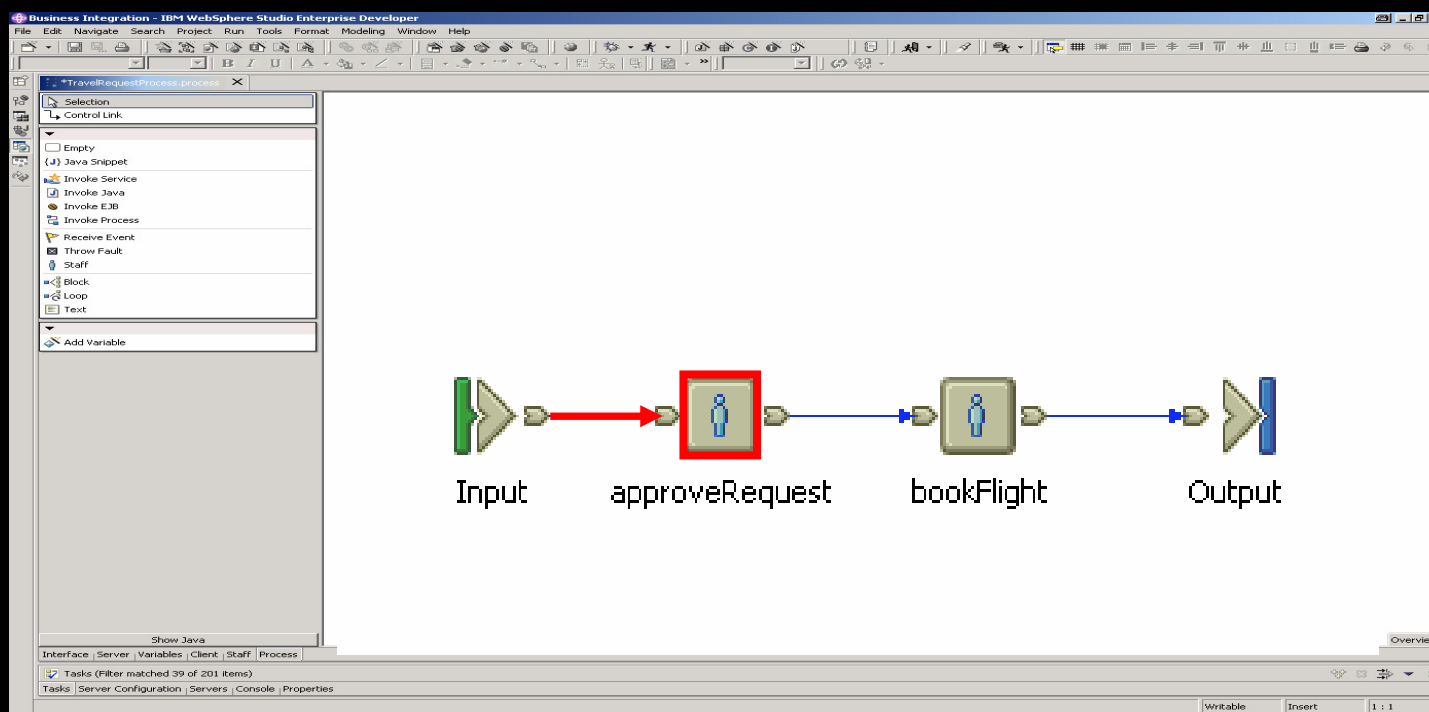 Business Integration - IBM WebSphere Studio Enterprise Developer
File Edit Navigate Search Project Run Tools Format Modeling Window Help
B I U A
*TravelRequestProcess.process
Selection
Control Link
Empty
{J} Java Snippet
Invoke Service
Invoke Java
Invoke EJB
Invoke Process
Receive Event
Throw Fault
Staff
Block
Loop
Text
Add Variable
Input approveRequest bookFlight Output
Show Java
Overvie
Interface Server Variables Client Staff Process
Tasks (Filter matched 39 of 201 items)
Tasks Server Configuration Servers Console Properties
Writable Insert 1 : 1